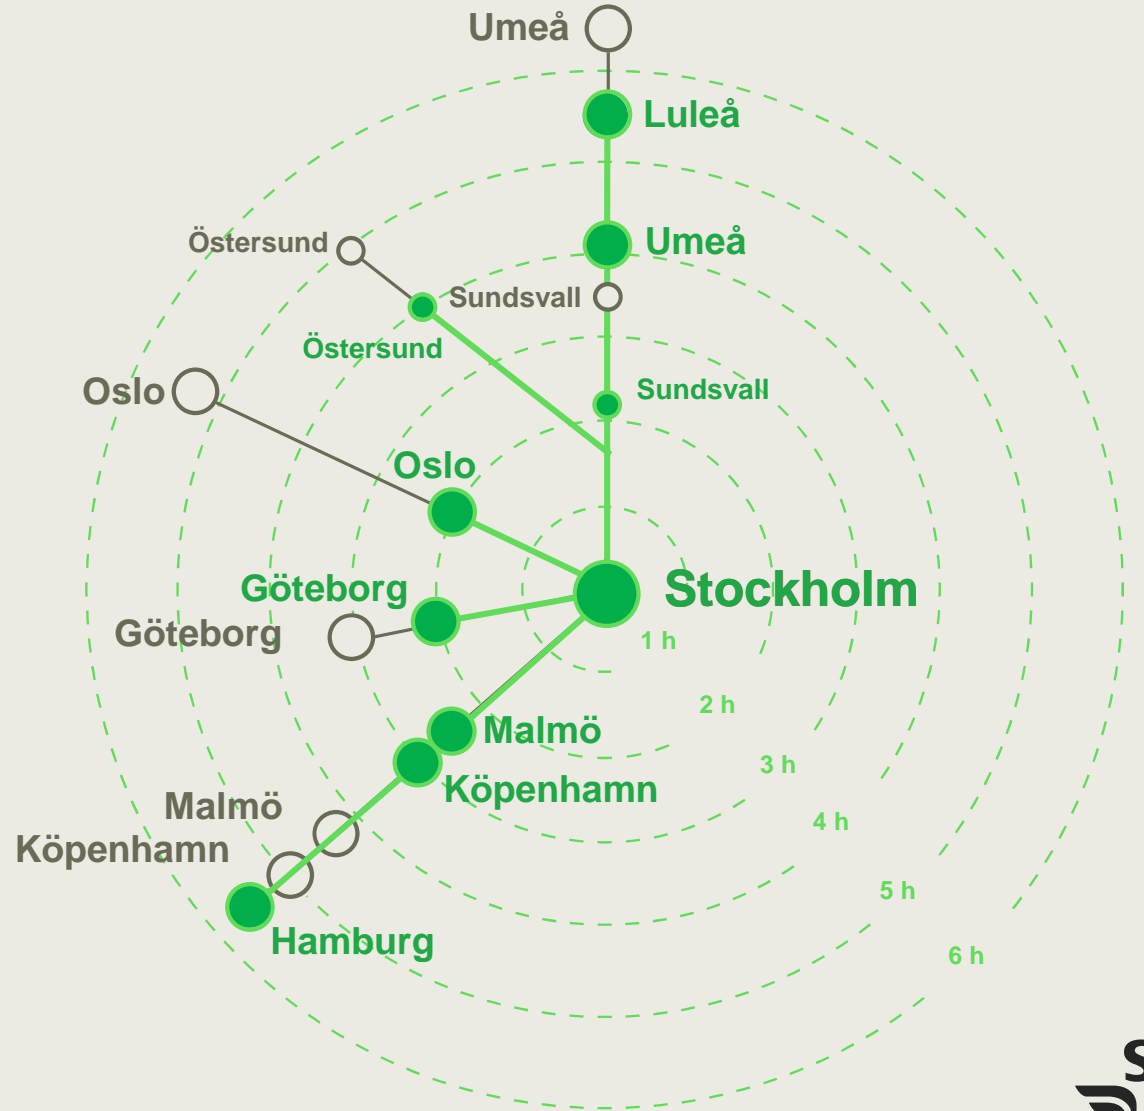 Umeå
Luleå
Östersund
Umeå
Sundsvall
Östersund
Sundsvall
Oslo
Oslo
Göteborg
Stockholm
Göteborg
1 h
2 h
Malmö
3 h
Köpenhamn
Malmö
4 h
Köpenhamn
5 h
Hamburg
6 h
S